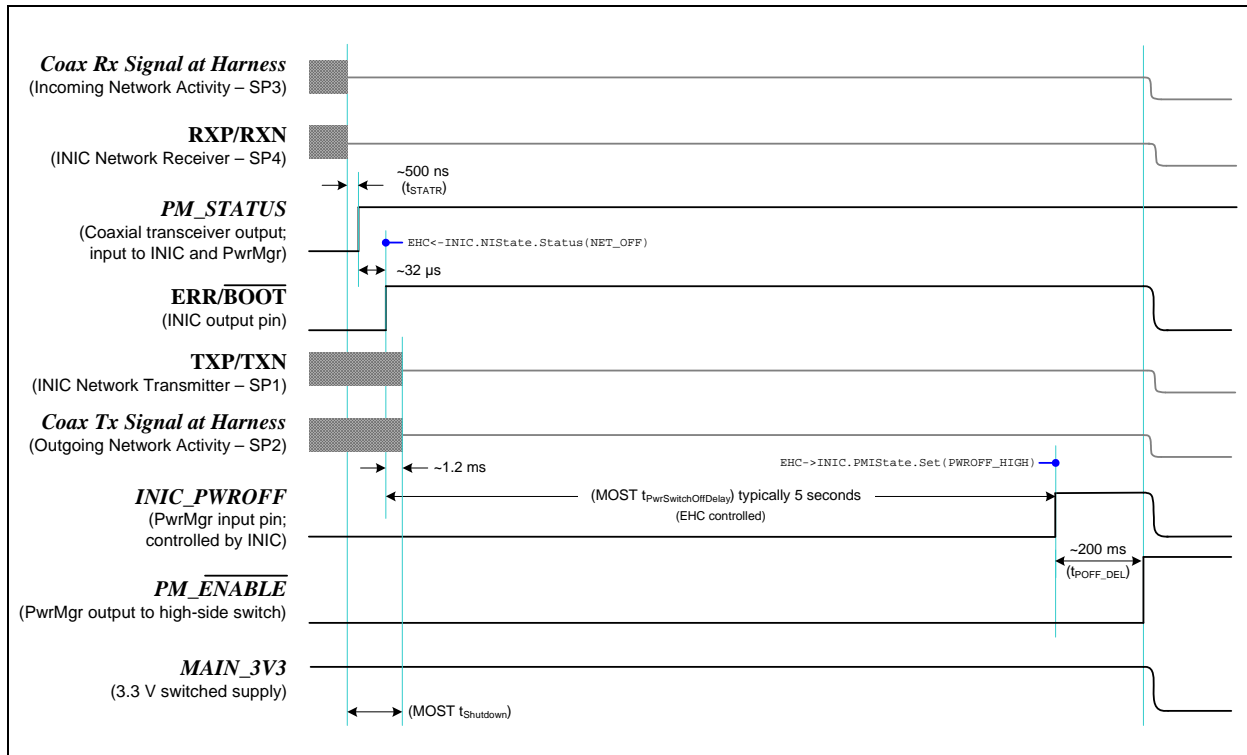 Coax Rx Signal at Harness
(Incoming Network Activity – SP3)
RXP/RXN
(INIC Network Receiver – SP4)
~500 ns
(tSTATR)
PM_STATUS
(Coaxial transceiver output;
input to INIC and PwrMgr)
EHC<-INIC.NIState.Status(NET_OFF)
~32 µs
ERR/BOOT
(INIC output pin)
TXP/TXN
(INIC Network Transmitter – SP1)
Coax Tx Signal at Harness
(Outgoing Network Activity – SP2)
~1.2 ms
EHC->INIC.PMIState.Set(PWROFF_HIGH)
INIC_PWROFF
(PwrMgr input pin;
controlled by INIC)
(MOST tPwrSwitchOffDelay) typically 5 seconds
(EHC controlled)
~200 ms
(tPOFF_DEL)
PM_ENABLE
(PwrMgr output to high-side switch)
MAIN_3V3
(3.3 V switched supply)
(MOST tShutdown)